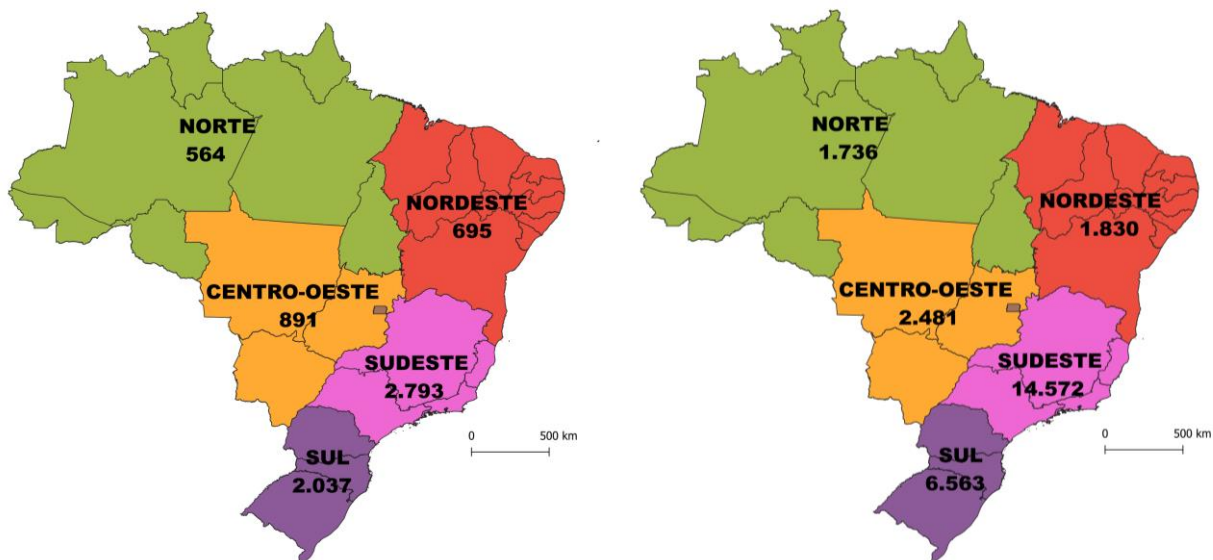 NORTE
564
NORDESTE
695
CENTRO-OESTE
891
SUDESTE
2.793
SUL
2.037
0 500 km
NORTE
1.736
NORDESTE
1.830
CENTRO-OESTE
2.481
SUDESTE
14.572
SUL
6.563
0 500 km